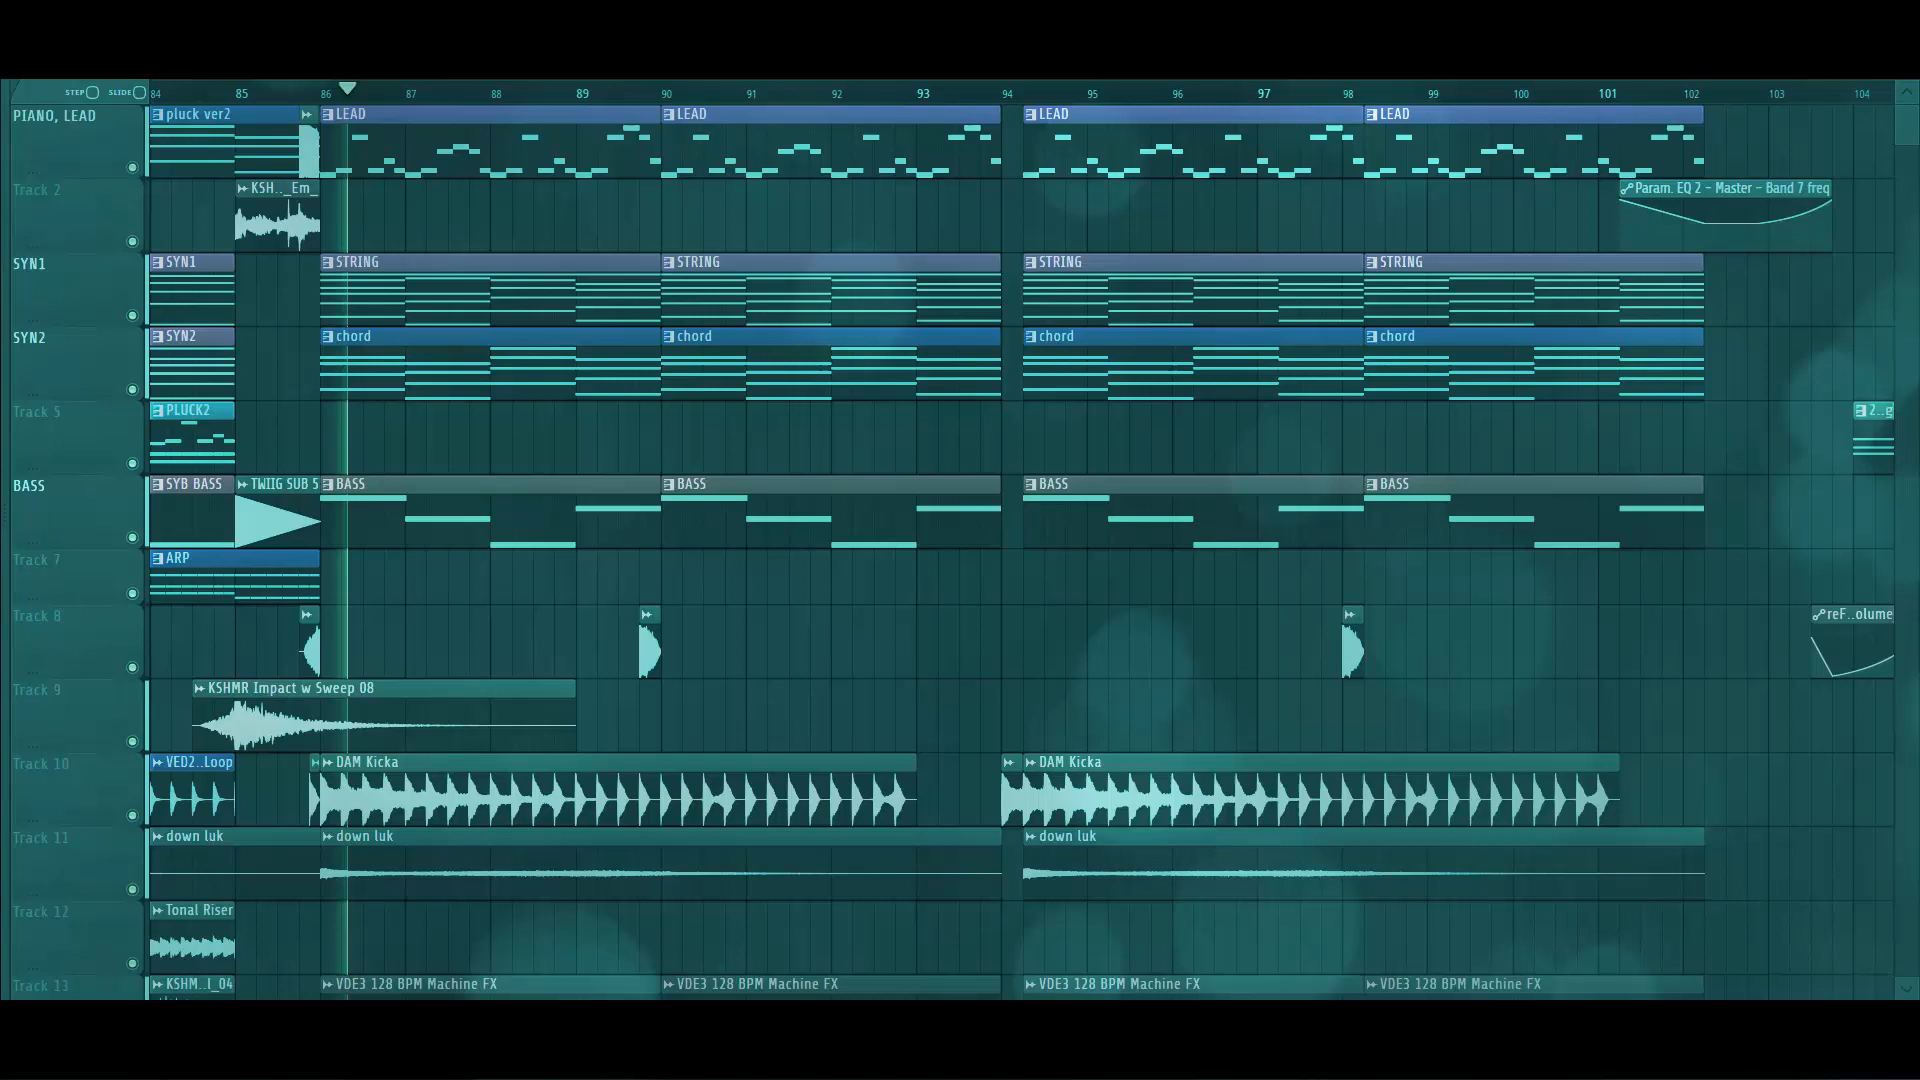 STEP SLIDE 84 85 86 87 88 89 90 91 92 93 94 95 96 97 98 99 100 101 102 103 104
PIANO, LEAD pluck ver2 LEAD LEAD LEAD LEAD
Track 2 KSH.._Em_ Param. EQ 2 - Master - Band 7 freq
SYN1 SYN1 STRING STRING STRING STRING
SYN2 SYN2 chord chord chord chord
Track 5 PLUCK2 2..g
BASS SYB BASS TWIIG SUB 5 BASS BASS BASS BASS
Track 7 ARP
Track 8 reF..olume
Track 9 KSHMR Impact w Sweep 08
Track 10 VED2..Loop DAM Kicka DAM Kicka
Track 11 down luk down luk down luk
Track 12 Tonal Riser
Track 13 KSHM..I_04 VDE3 128 BPM Machine FX VDE3 128 BPM Machine FX VDE3 128 BPM Machine FX VDE3 128 BPM Machine FX